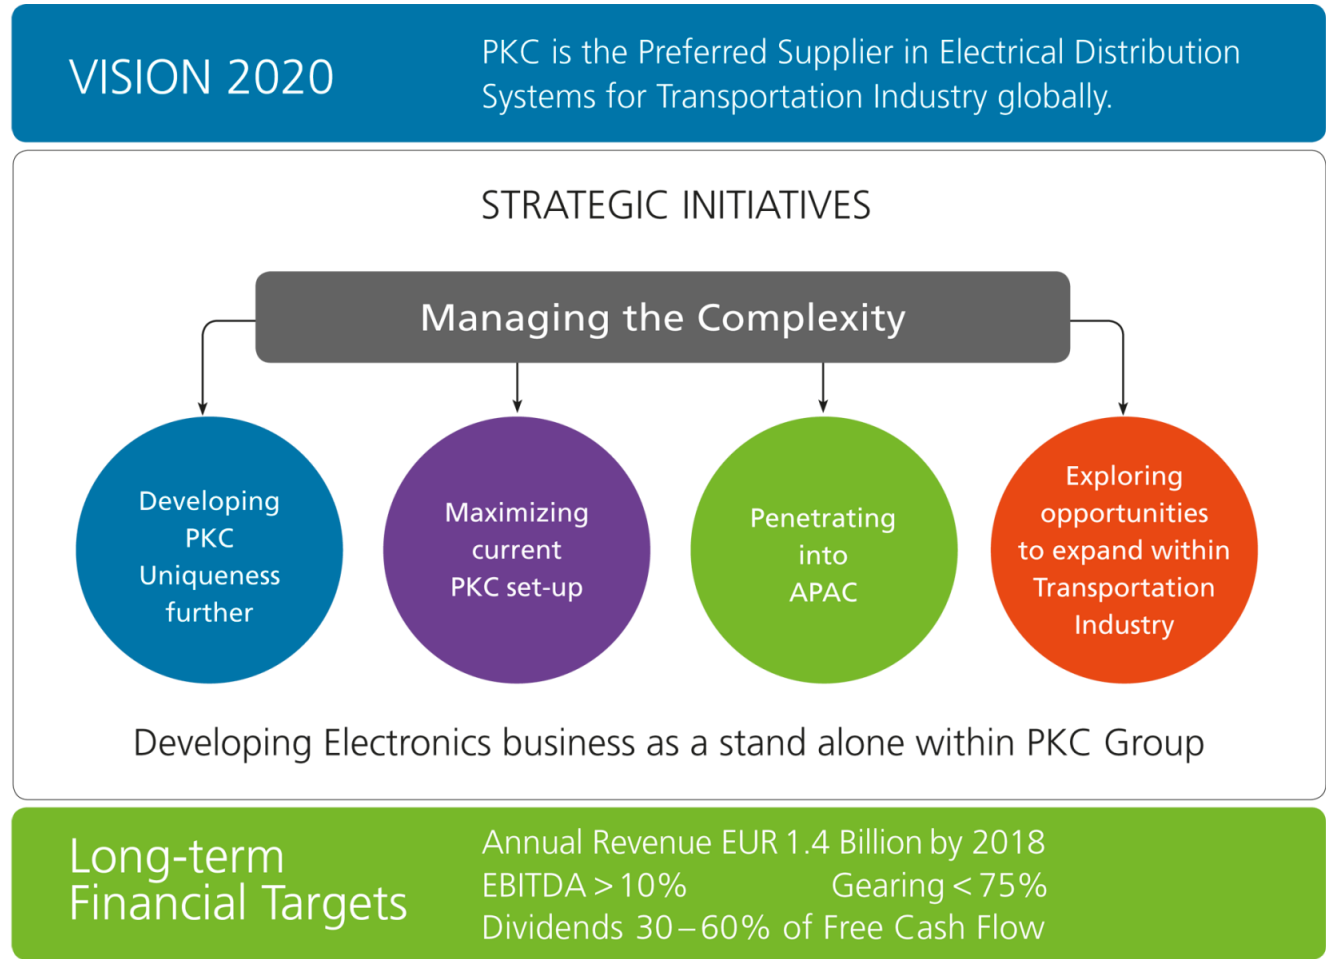 VISION 2020
PKC is the Preferred Supplier in Electrical Distribution
Systems for Transportation Industry globally.
STRATEGIC INITIATIVES
Managing the Complexity
Developing
PKC
Uniqueness
further
Maximizing
current
PKC set-up
Penetrating
into
APAC
Exploring
opportunities
to expand within
Transportation
Industry
Developing Electronics business as a stand alone within PKC Group
Long-term
Financial Targets
Annual Revenue EUR 1.4 Billion by 2018
EBITDA > 10% Gearing < 75%
Dividends 30–60% of Free Cash Flow